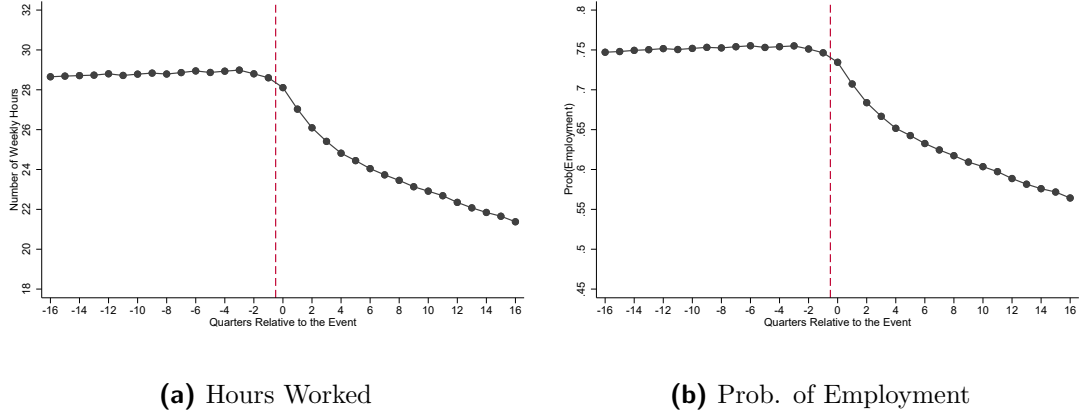 Number of Weekly Hours
32
30
28
26
24
22
20
18
-16 -15 -14 -12 -10 -8 -6 -4 -2 0 2 4 6 8 10 12 14 16
Quarters Relative to the Event
(a) Hours Worked
Prob(Employment)
.8
.75
.7
.65
.6
.55
.5
.45
-16 -14 -12 -10 -8 -6 -4 -2 0 2 4 6 8 10 12 14 16
Quarters Relative to the Event
(b) Prob. of Employment